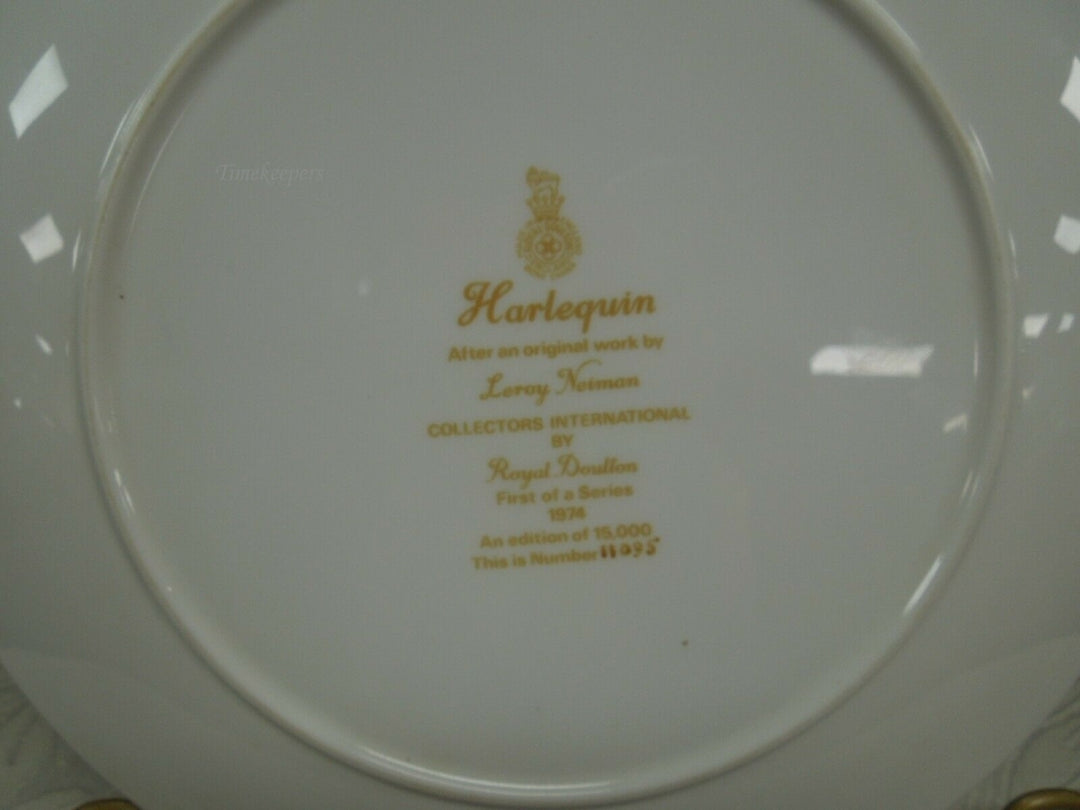 Timekeepers
Harlequin
After an original work by
Leroy Neiman
COLLECTORS INTERNATIONAL
BY
Royal Doulton
First of a Series
1974
An edition of 15,000
This is Number 11095